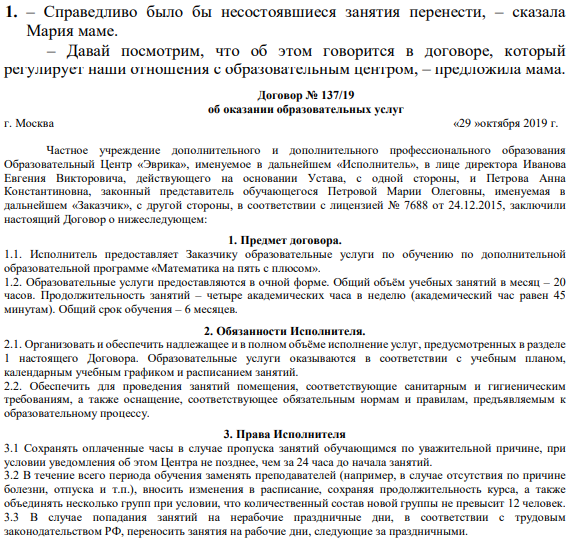 1. – Справедливо было бы несостоявшиеся занятия перенести, – сказала
Мария маме.
– Давай посмотрим, что об этом говорится в договоре, который
регулирует наши отношения с образовательным центром, – предложила мама.
Договор № 137/19
об оказании образовательных услуг
г. Москва «29 »октября 2019 г.
Частное учреждение дополнительного и дополнительного профессионального образования
Образовательный Центр «Эврика», именуемое в дальнейшем «Исполнитель», в лице директора Иванова
Евгения Викторовича, действующего на основании Устава, с одной стороны, и Петрова Анна
Константиновна, законный представитель обучающегося Петровой Марии Олеговны, именуемая в
дальнейшем «Заказчик», с другой стороны, в соответствии с лицензией № 7688 от 24.12.2015, заключили
настоящий Договор о нижеследующем:
1. Предмет договора.
1.1. Исполнитель предоставляет Заказчику образовательные услуги по обучению по дополнительной
образовательной программе «Математика на пять с плюсом».
1.2. Образовательные услуги предоставляются в очной форме. Общий объём учебных занятий в месяц – 20
часов. Продолжительность занятий – четыре академических часа в неделю (академический час равен 45
минутам). Общий срок обучения – 6 месяцев.
2. Обязанности Исполнителя.
2.1. Организовать и обеспечить надлежащее и в полном объёме исполнение услуг, предусмотренных в разделе
1 настоящего Договора. Образовательные услуги оказываются в соответствии с учебным планом,
календарным учебным графиком и расписанием занятий.
2.2. Обеспечить для проведения занятий помещения, соответствующие санитарным и гигиеническим
требованиям, а также оснащение, соответствующее обязательным нормам и правилам, предъявляемым к
образовательному процессу.
3. Права Исполнителя
3.1 Сохранять оплаченные часы в случае пропуска занятий обучающимся по уважительной причине, при
условии уведомления об этом Центра не позднее, чем за 24 часа до начала занятий.
3.2 В течение всего периода обучения заменять преподавателей (например, в случае отсутствия по причине
болезни, отпуска и т.п.), вносить изменения в расписание, сохраняя продолжительность курса, а также
объединять несколько групп при условии, что количественный состав новой группы не превысит 12 человек.
3.3 В случае попадания занятий на нерабочие праздничные дни, в соответствии с трудовым
законодательством РФ, переносить занятия на рабочие дни, следующие за праздничными.